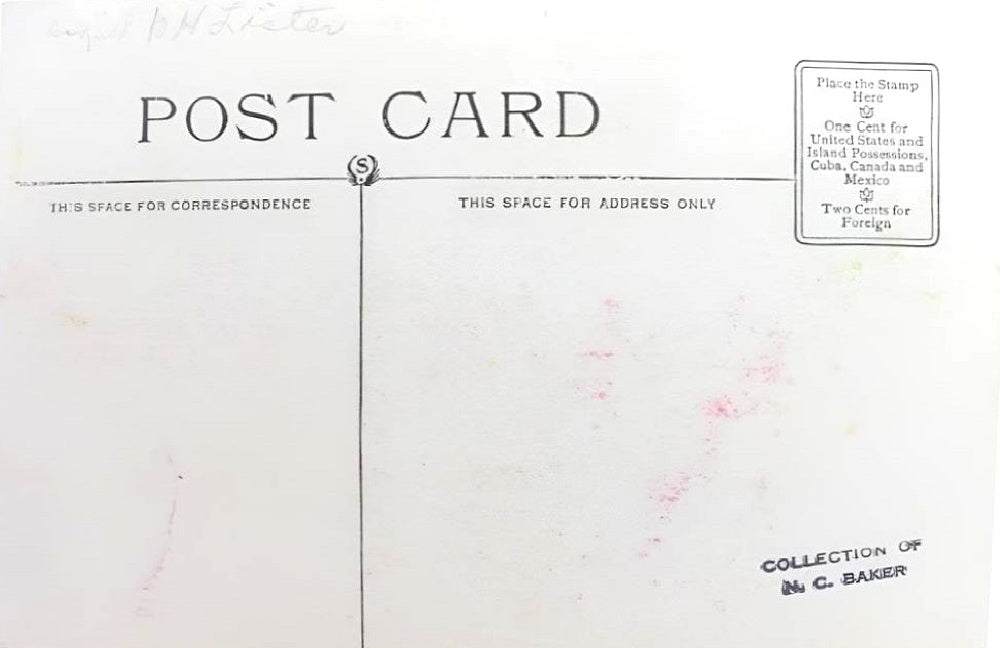 D H Lister
POST CARD
S
THIS SPACE FOR CORRESPONDENCE
THIS SPACE FOR ADDRESS ONLY
Place the Stamp
Here
One Cent for
United States and
Island Possessions,
Cuba, Canada and
Mexico
Two Cents for
Foreign
COLLECTION OF
N. C. BAKER